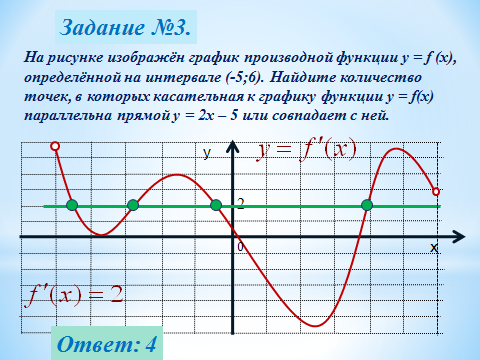 Задание №3.
На рисунке изображён график производной функции y = f (x),
определённой на интервале (-5;6). Найдите количество
точек, в которых касательная к графику функции y = f(x)
параллельна прямой y = 2x – 5 или совпадает с ней.
y
y = f'(x)
2
0
x
f'(x) = 2
Ответ: 4